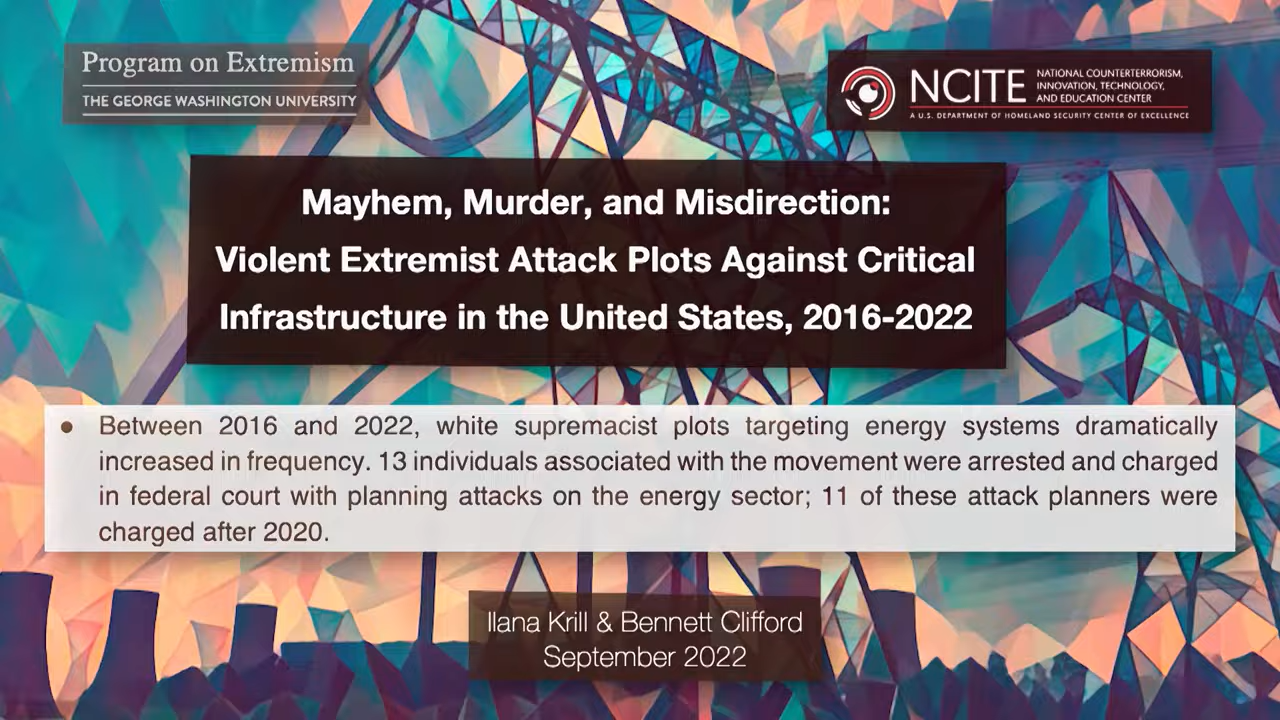 Program on Extremism
THE GEORGE WASHINGTON UNIVERSITY
NCITE
NATIONAL COUNTERTERRORISM,
INNOVATION, TECHNOLOGY,
AND EDUCATION CENTER
A U.S. DEPARTMENT OF HOMELAND SECURITY CENTER OF EXCELLENCE
Mayhem, Murder, and Misdirection:
Violent Extremist Attack Plots Against Critical
Infrastructure in the United States, 2016-2022
• Between 2016 and 2022, white supremacist plots targeting energy systems dramatically
increased in frequency. 13 individuals associated with the movement were arrested and charged
in federal court with planning attacks on the energy sector; 11 of these attack planners were
charged after 2020.
Ilana Krill & Bennett Clifford
September 2022